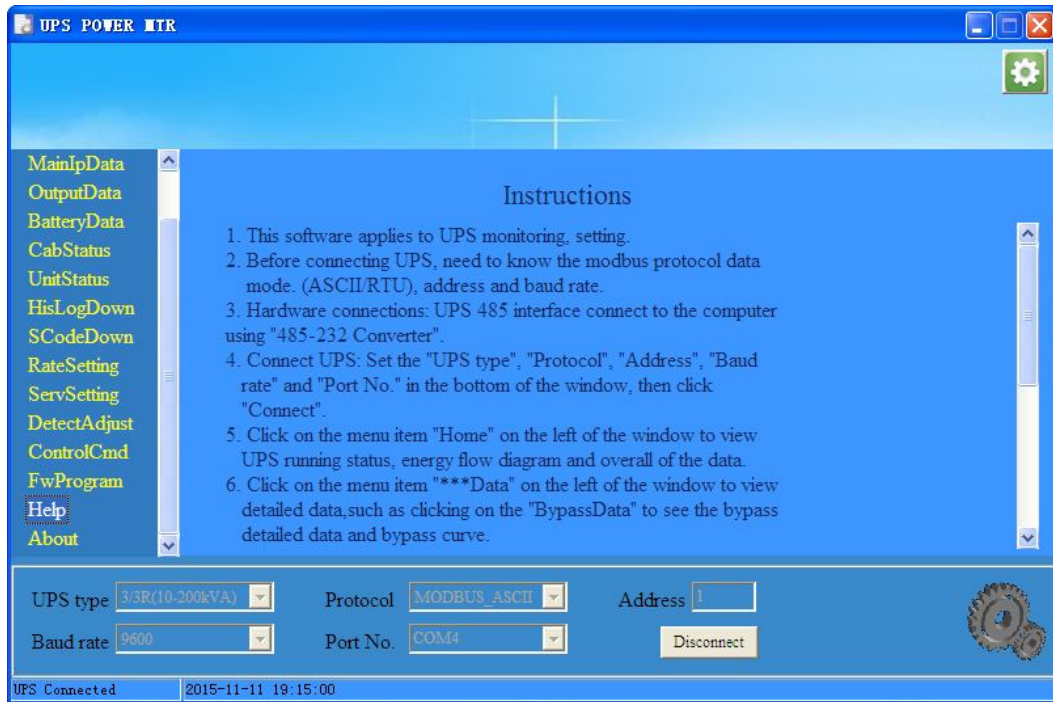 UPS POWER MTR
MainIpData
OutputData
BatteryData
CabStatus
UnitStatus
HisLogDown
SCodeDown
RateSetting
ServSetting
DetectAdjust
ControlCmd
FwProgram
Help
About
Instructions
1. This software applies to UPS monitoring, setting.
2. Before connecting UPS, need to know the modbus protocol data
mode. (ASCII/RTU), address and baud rate.
3. Hardware connections: UPS 485 interface connect to the computer
using "485-232 Converter".
4. Connect UPS: Set the "UPS type", "Protocol", "Address", "Baud
rate" and "Port No." in the bottom of the window, then click
"Connect".
5. Click on the menu item "Home" on the left of the window to view
UPS running status, energy flow diagram and overall of the data.
6. Click on the menu item "***Data" on the left of the window to view
detailed data,such as clicking on the "BypassData" to see the bypass
detailed data and bypass curve.
UPS type 3/3R(10-200kVA) Protocol MODBUS_ASCII Address 1
Baud rate 9600 Port No. COM4 Disconnect
UPS Connected 2015-11-11 19:15:00